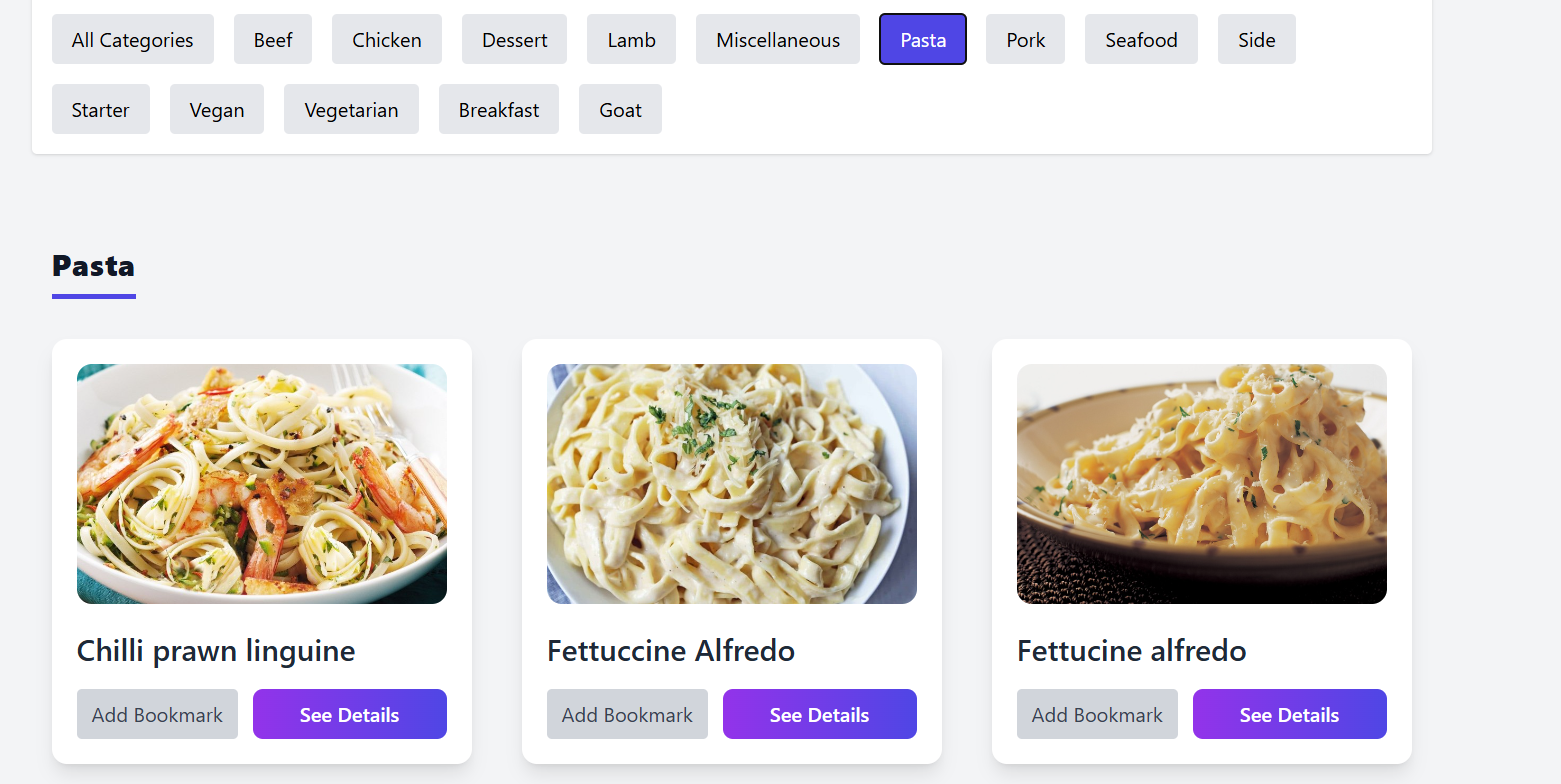 All Categories Beef Chicken Dessert Lamb Miscellaneous Pasta Pork Seafood Side
Starter Vegan Vegetarian Breakfast Goat
Pasta
Chilli prawn linguine Fettuccine Alfredo Fettucine alfredo
Add Bookmark See Details Add Bookmark See Details Add Bookmark See Details